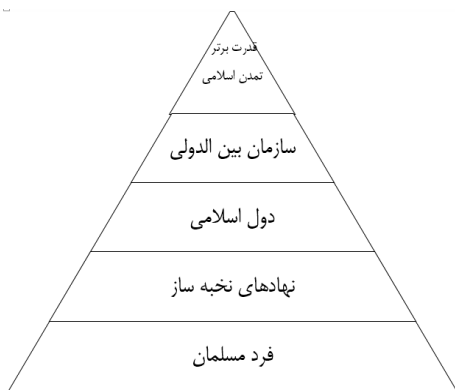 قدرت برتر
تمدن اسلامی
سازمان بین الدولی
دول اسلامی
نهادهای نخبه ساز
فرد مسلمان